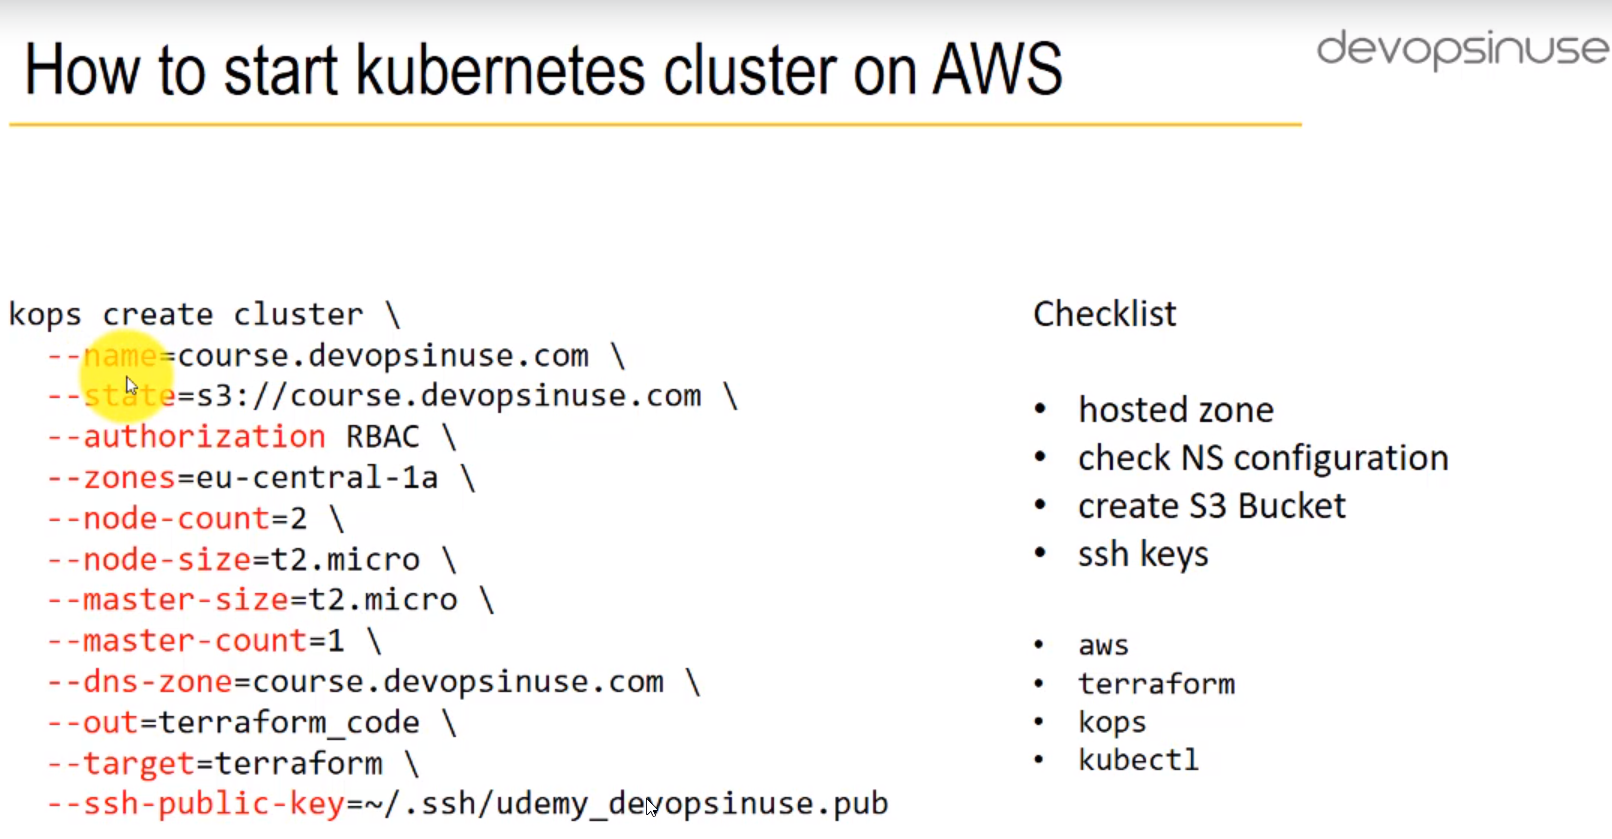 How to start kubernetes cluster on AWS
devopsinuse
kops create cluster \
--name=course.devopsinuse.com \
--state=s3://course.devopsinuse.com \
--authorization RBAC \
--zones=eu-central-1a \
--node-count=2 \
--node-size=t2.micro \
--master-size=t2.micro \
--master-count=1 \
--dns-zone=course.devopsinuse.com \
--out=terraform_code \
--target=terraform \
--ssh-public-key=~/.ssh/udemy_devopsinuse.pub
Checklist
• hosted zone
• check NS configuration
• create S3 Bucket
• ssh keys
• aws
• terraform
• kops
• kubectl